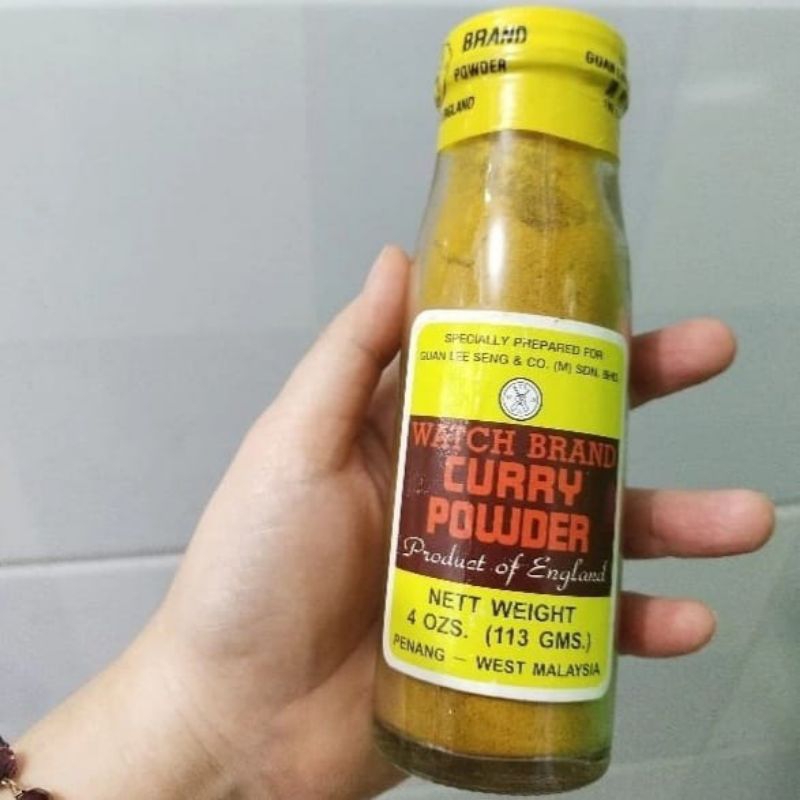 BRAND
POWDER
GUAN
SPECIALLY PREPARED FOR
GUAN LEE SENG & CO. (M) SDN. BHD.
WATCH BRAND
CURRY
POWDER
Product of England
NETT WEIGHT
4 OZS. (113 GMS.)
PENANG — WEST MALAYSIA